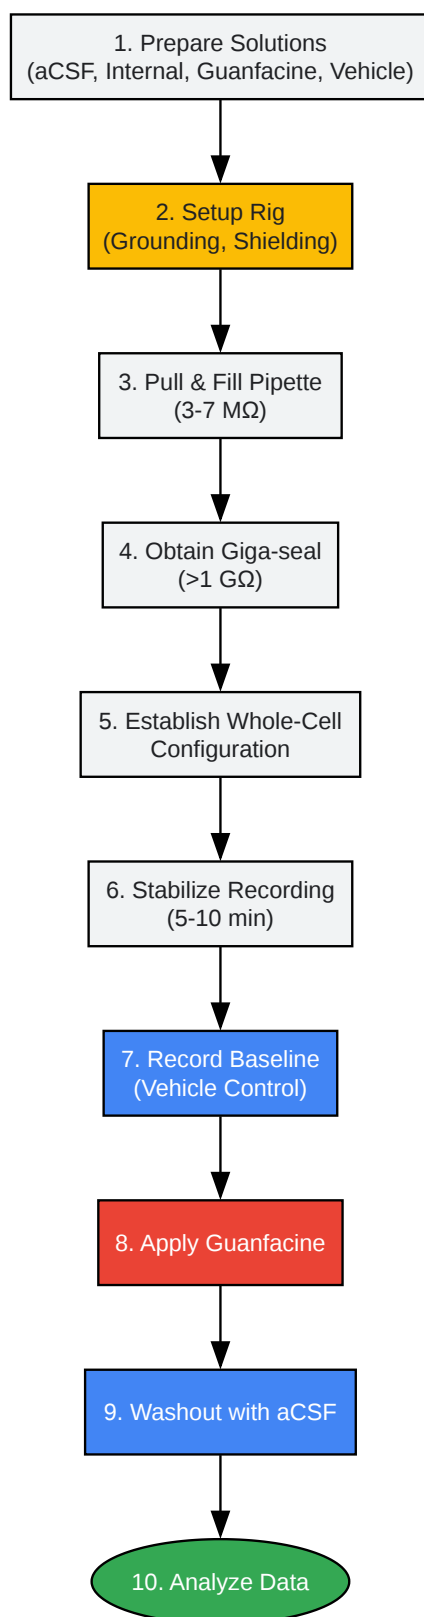 1. Prepare Solutions
(aCSF, Internal, Guanfacine, Vehicle)
2. Setup Rig
(Grounding, Shielding)
3. Pull & Fill Pipette
(3-7 MΩ)
4. Obtain Giga-seal
(>1 GΩ)
5. Establish Whole-Cell
Configuration
6. Stabilize Recording
(5-10 min)
7. Record Baseline
(Vehicle Control)
8. Apply Guanfacine
9. Washout with aCSF
10. Analyze Data